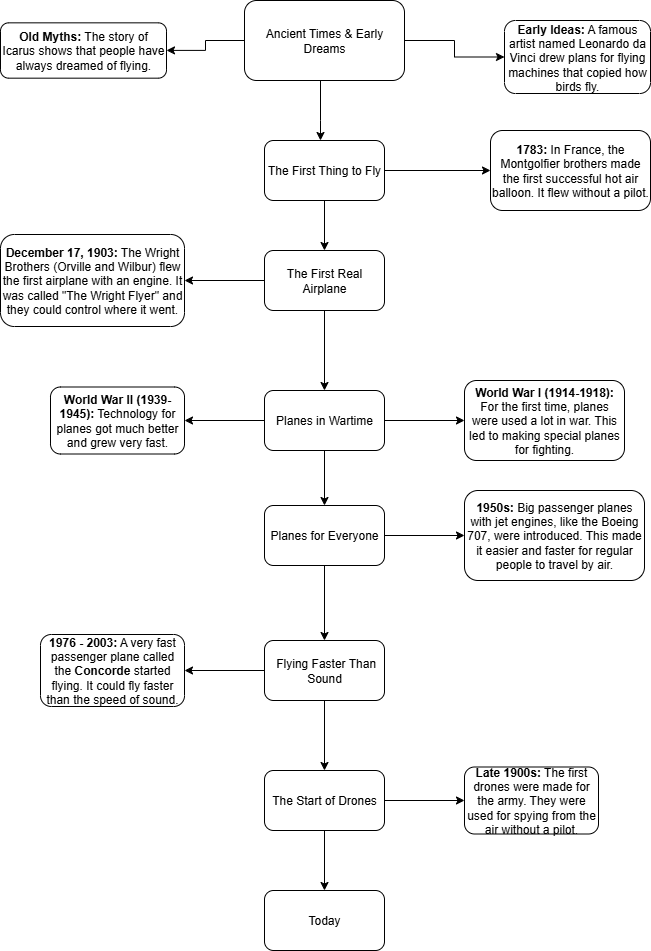 Ancient Times & Early
Dreams
Old Myths: The story of
Icarus shows that people have
always dreamed of flying.
Early Ideas: A famous
artist named Leonardo da
Vinci drew plans for flying
machines that copied how
birds fly.
The First Thing to Fly
1783: In France, the
Montgolfier brothers made
the first successful hot air
balloon. It flew without a pilot.
The First Real
Airplane
December 17, 1903: The Wright
Brothers (Orville and Wilbur) flew
the first airplane with an engine. It
was called "The Wright Flyer" and
they could control where it went.
Planes in Wartime
World War II (1939-
1945): Technology for
planes got much better
and grew very fast.
World War I (1914-1918):
For the first time, planes
were used a lot in war. This
led to making special planes
for fighting.
Planes for Everyone
1950s: Big passenger planes
with jet engines, like the Boeing
707, were introduced. This made
it easier and faster for regular
people to travel by air.
Flying Faster Than
Sound
1976 - 2003: A very fast
passenger plane called
the Concorde started
flying. It could fly faster
than the speed of sound.
The Start of Drones
Late 1900s: The first
drones were made for
the army. They were
used for spying from the
air without a pilot.
Today